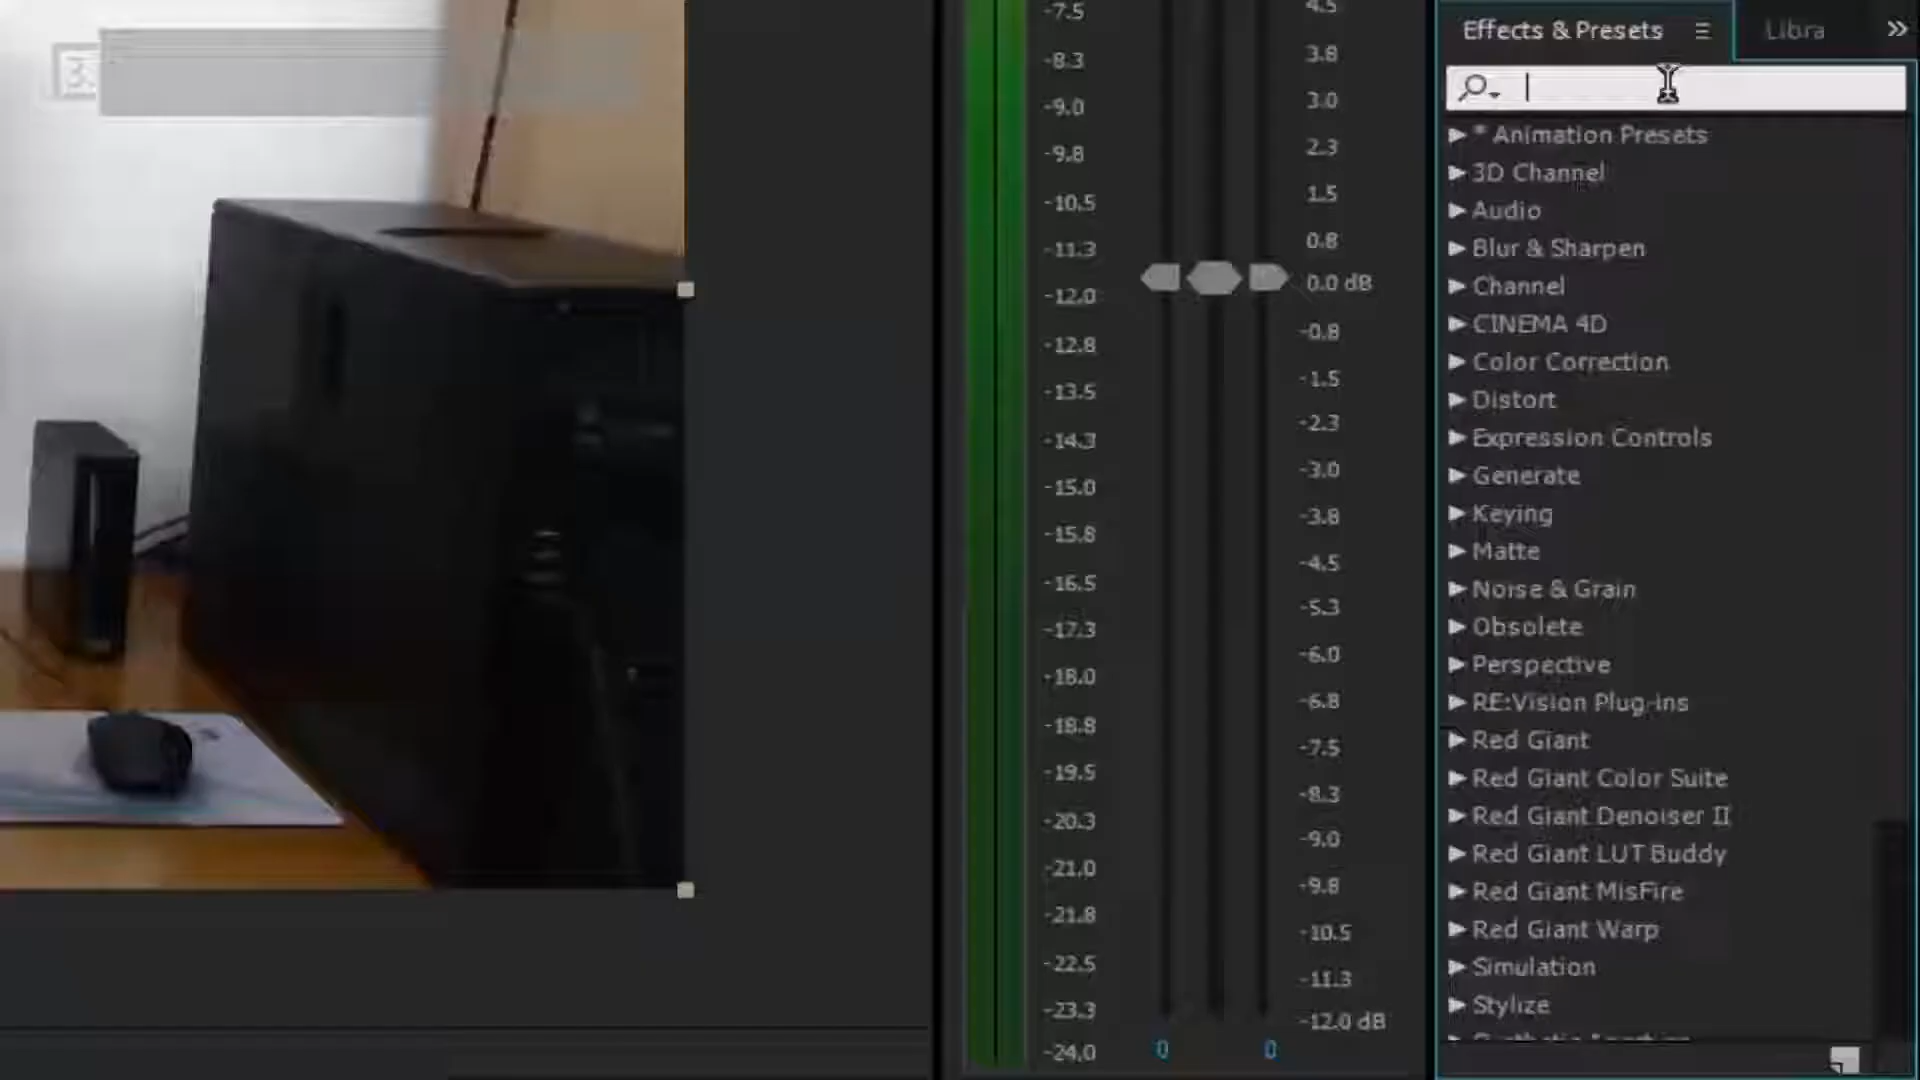 Effects & Presets
Libra
* Animation Presets
3D Channel
Audio
Blur & Sharpen
Channel
CINEMA 4D
Color Correction
Distort
Expression Controls
Generate
Keying
Matte
Noise & Grain
Obsolete
Perspective
RE:Vision Plug-ins
Red Giant
Red Giant Color Suite
Red Giant Denoiser II
Red Giant LUT Buddy
Red Giant MisFire
Red Giant Warp
Simulation
Stylize
-7.5
-8.3
-9.0
-9.8
-10.5
-11.3
-12.0
-12.8
-13.5
-14.3
-15.0
-15.8
-16.5
-17.3
-18.0
-18.8
-19.5
-20.3
-21.0
-21.8
-22.5
-23.3
-24.0
4.5
3.8
3.0
2.3
1.5
0.8
0.0 dB
-0.8
-1.5
-2.3
-3.0
-3.8
-4.5
-5.3
-6.0
-6.8
-7.5
-8.3
-9.0
-9.8
-10.5
-11.3
-12.0 dB
0 0